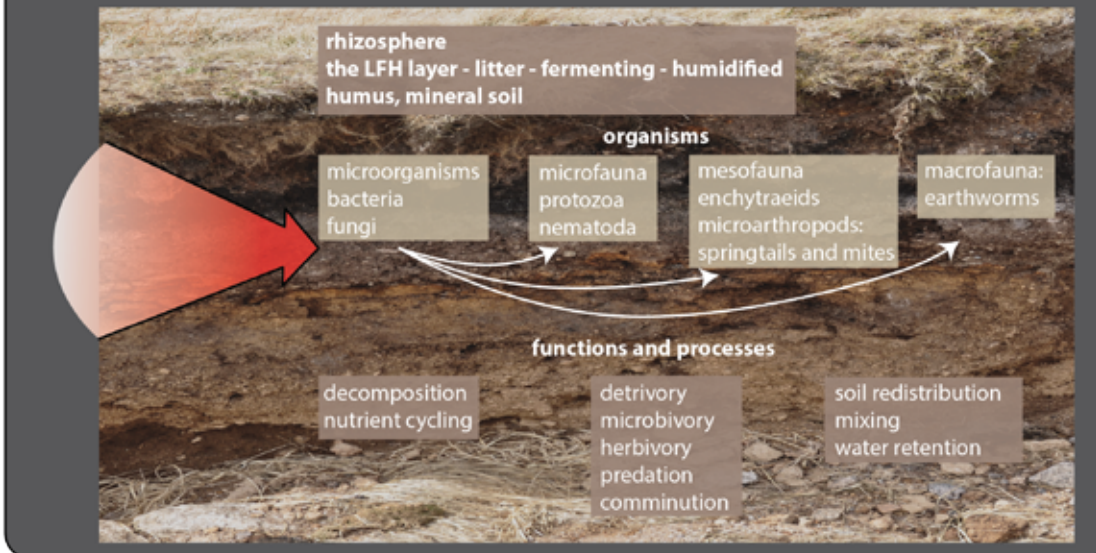 rhizosphere
the LFH layer - litter - fermenting - humidified
humus, mineral soil
organisms
microorganisms
bacteria
fungi
microfauna
protozoa
nematoda
mesofauna
enchytraeids
microarthropods:
springtails and mites
macrofauna:
earthworms
functions and processes
decomposition
nutrient cycling
detrivory
microbivory
herbivory
predation
comminution
soil redistribution
mixing
water retention